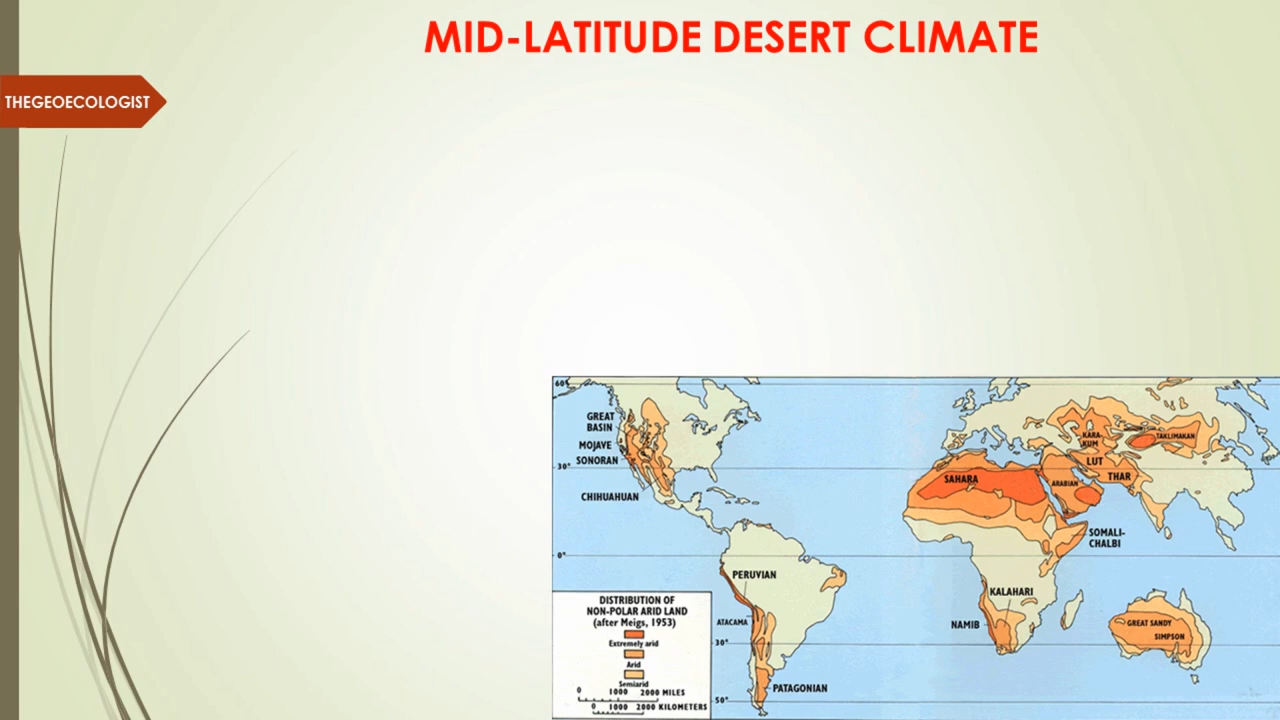 MID-LATITUDE DESERT CLIMATE
THEGEOECOLOGIST
60°
GREAT
BASIN
MOJAVE
SONORAN
30°
CHIHUAHUAN
KARA-
KUM
TAKLIMAKAN
LUT
THAR
SAHARA
ARABIAN
SOMALI-
CHALBI
0°
PERUVIAN
KALAHARI
ATACAMA
NAMIB
GREAT SANDY
SIMPSON
30°
PATAGONIAN
50°
DISTRIBUTION OF
NON-POLAR ARID LAND
(after Meigs, 1953)
Extremely arid
Arid
Semiarid
0 1000 2000 MILES
0 1000 2000 KILOMETERS